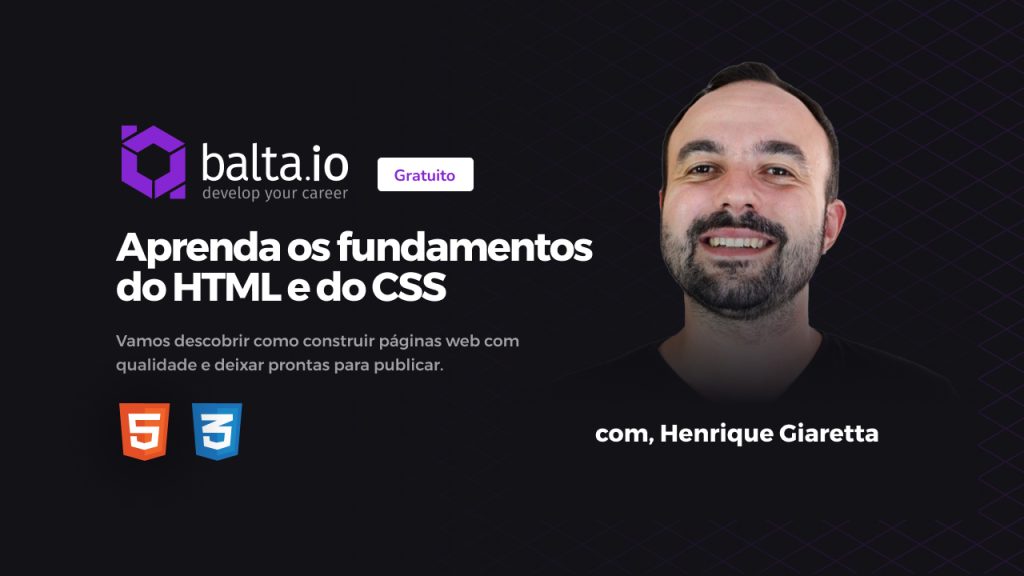 balta.io
develop your career
Gratuito
Aprenda os fundamentos
do HTML e do CSS
Vamos descobrir como construir páginas web com
qualidade e deixar prontas para publicar.
5 3
com, Henrique Giaretta